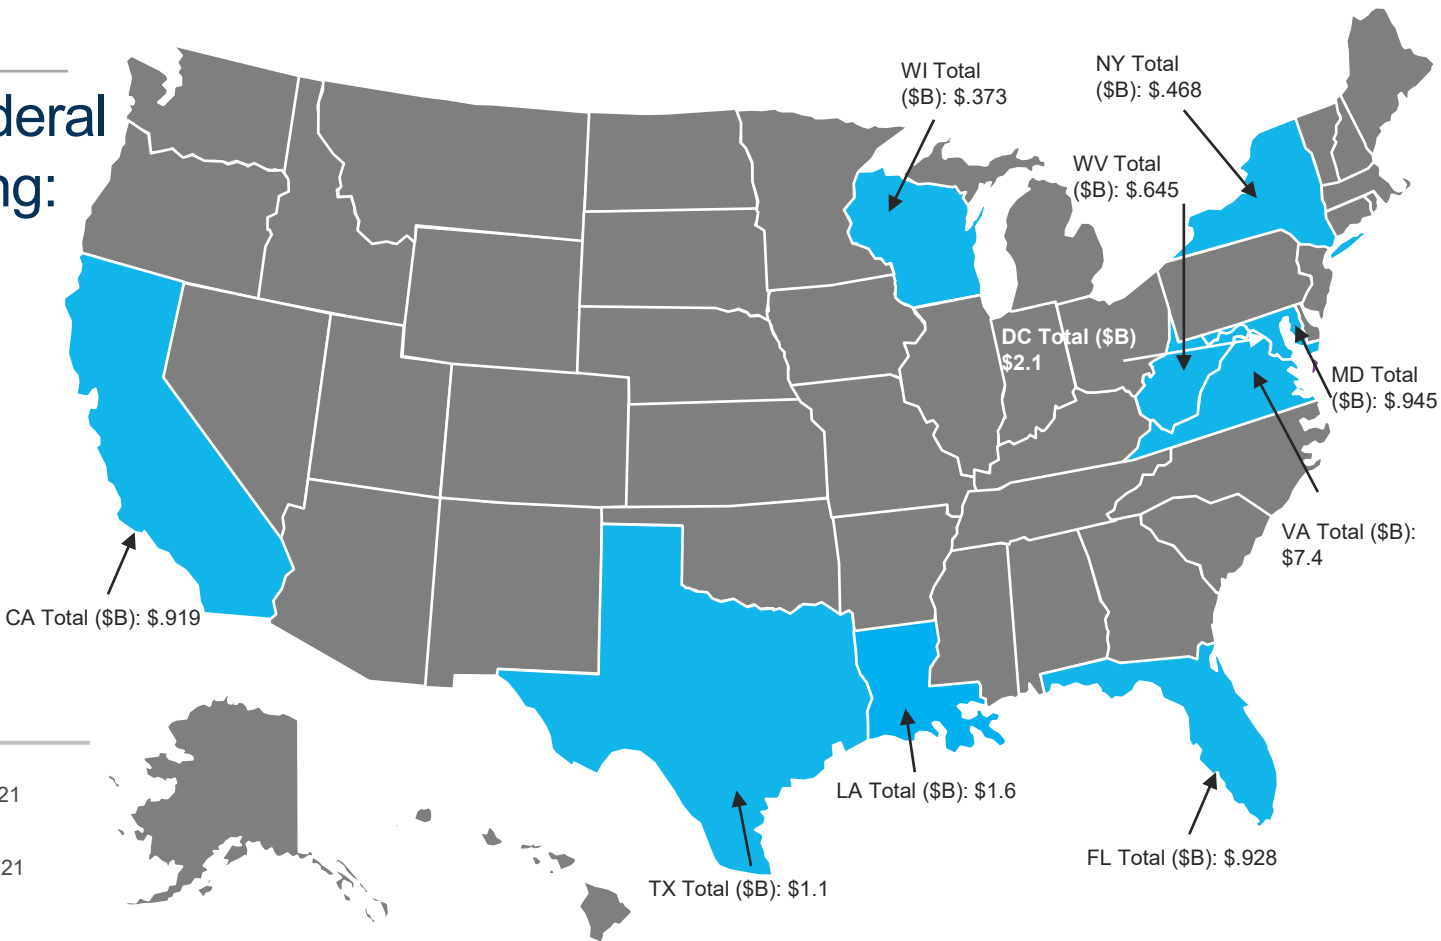 WI Total
($B): $.373
NY Total
($B): $.468
WV Total
($B): $.645
DC Total ($B)
$2.1
MD Total
($B): $.945
VA Total ($B):
$7.4
CA Total ($B): $.919
LA Total ($B): $1.6
FL Total ($B): $.928
TX Total ($B): $1.1
deral
ng:
21
21